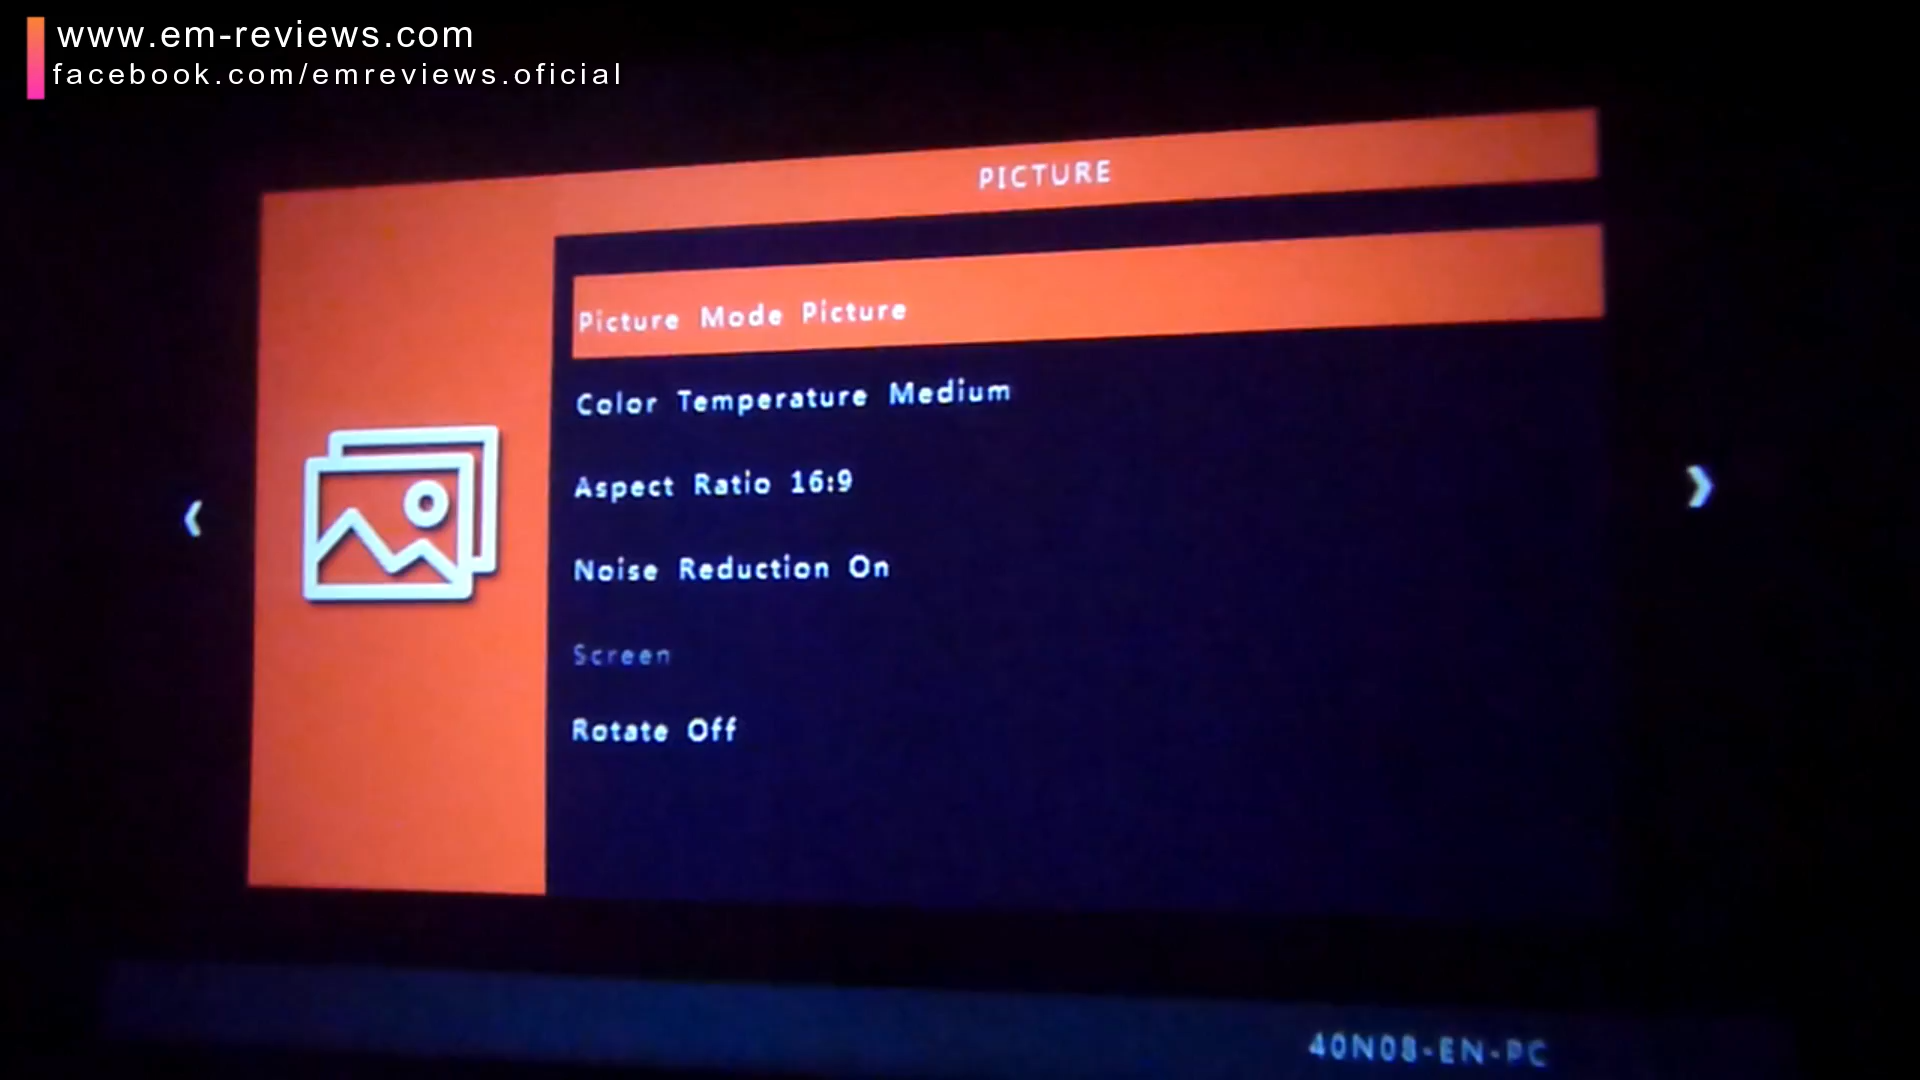 www.em-reviews.com
facebook.com/emreviews.oficial
PICTURE
Picture Mode Picture
Color Temperature Medium
Aspect Ratio 16:9
Noise Reduction On
Screen
Rotate Off
40N08-EN-PC